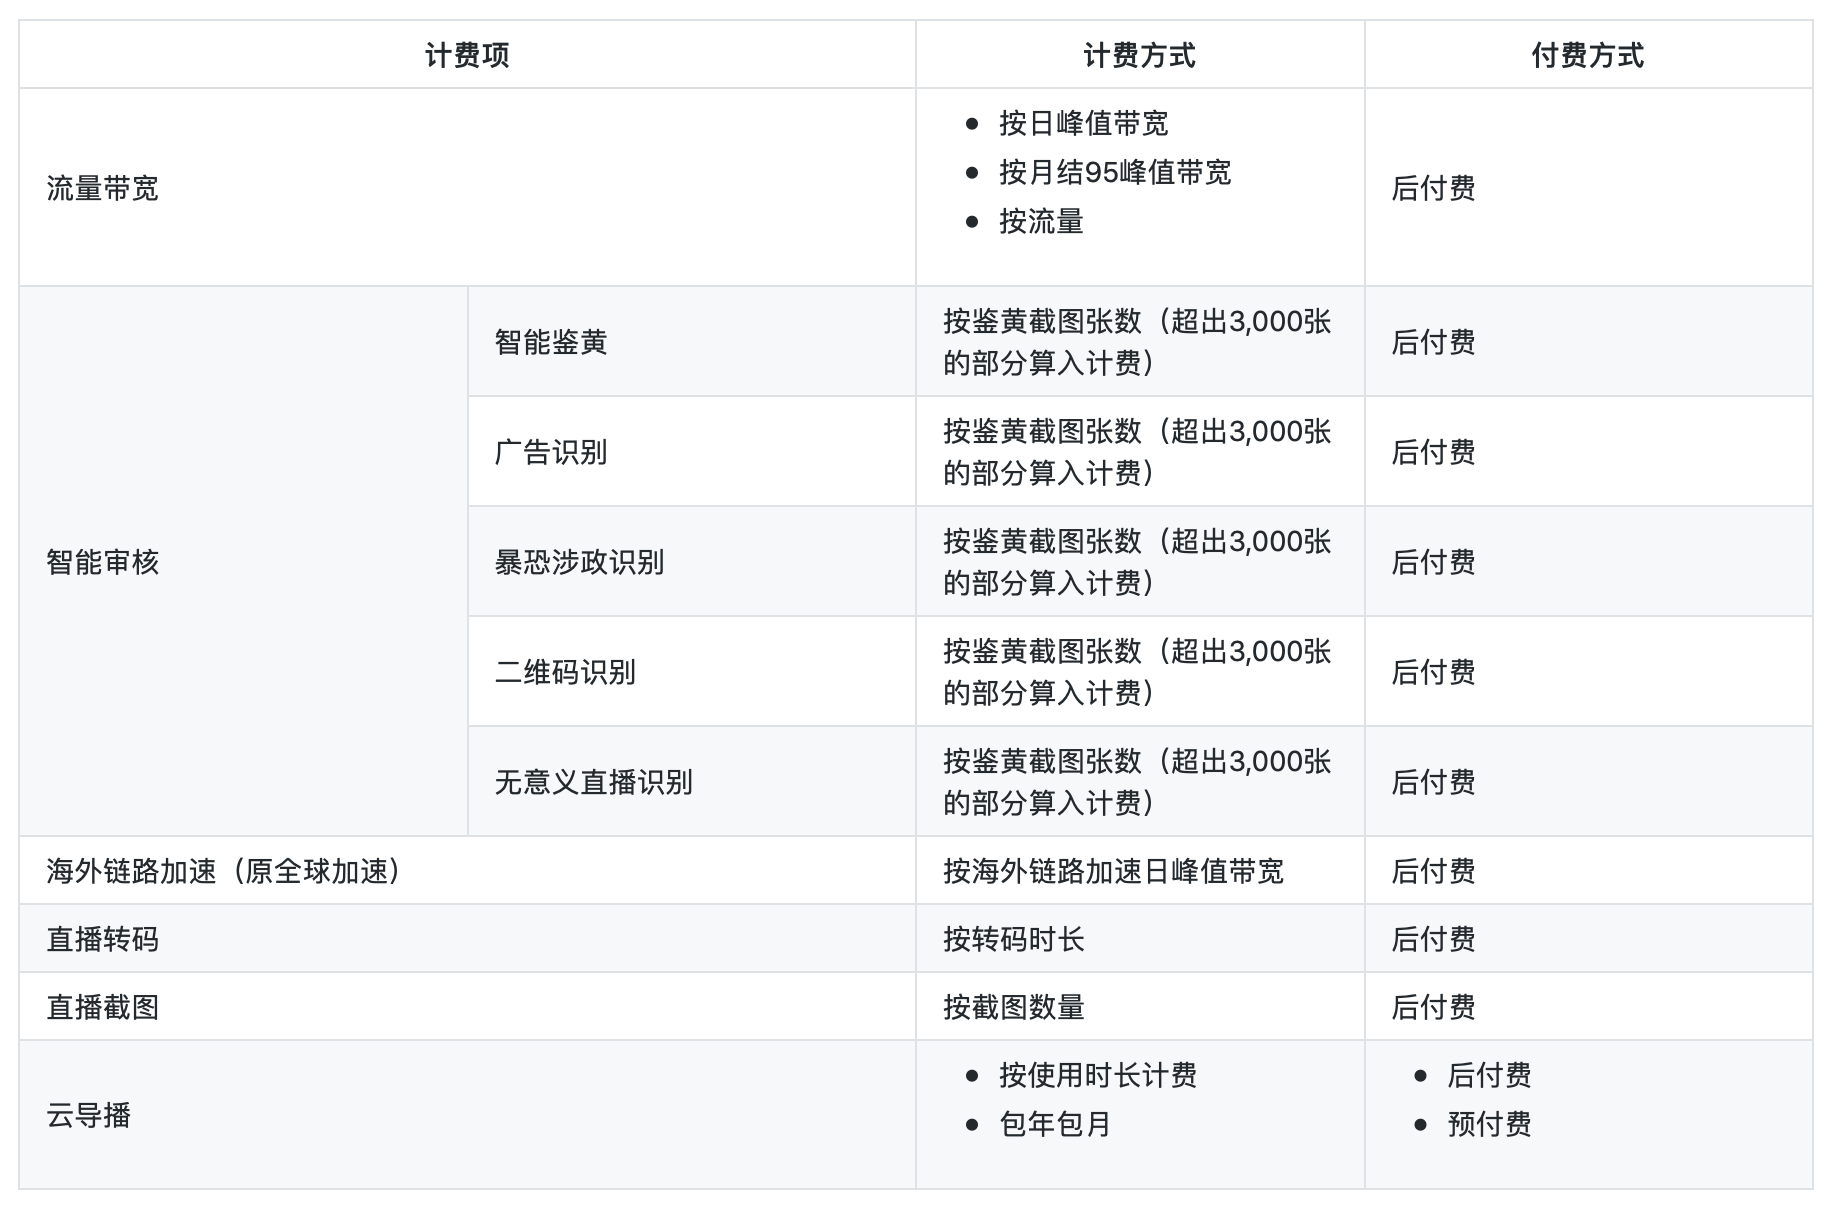 计费项 计费方式 付费方式
按日峰值带宽
按月结95峰值带宽
流量带宽 后付费
按流量
按鉴黄截图张数（超出3,000张
智能鉴黄 后付费
的部分算入计费）
按鉴黄截图张数（超出3,000张
广告识别 后付费
的部分算入计费）
按鉴黄截图张数（超出3,000张
智能审核 暴恐涉政识别 后付费
的部分算入计费）
按鉴黄截图张数（超出3,000张
二维码识别 后付费
的部分算入计费）
按鉴黄截图张数（超出3,000张
无意义直播识别 后付费
的部分算入计费）
海外链路加速（原全球加速） 按海外链路加速日峰值带宽 后付费
直播转码 按转码时长 后付费
直播截图 按截图数量 后付费
按使用时长计费 后付费
云导播
包年包月 预付费